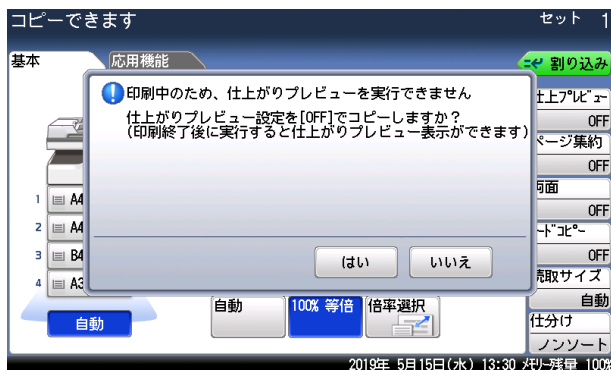 コピーできます
セット 1
基本
応用機能
割り込み
印刷中のため、仕上がりプレビューを実行できません
仕上がりプレビュー設定を[OFF]でコピーしますか？
(印刷終了後に実行すると仕上がりプレビュー表示ができます)
はい
いいえ
仕上ﾌﾟﾚﾋﾞｭｰ
OFF
ページ集約
OFF
両面
OFF
ｰﾄﾞｺﾋﾟｰ
OFF
読取サイズ
自動
仕分け
ノンソート
1 A4
2 A4
3 B4
4 A3
自動
自動
100% 等倍
倍率選択
2019年 5月15日(水) 13:30 ﾒﾓﾘｰ残量 100%